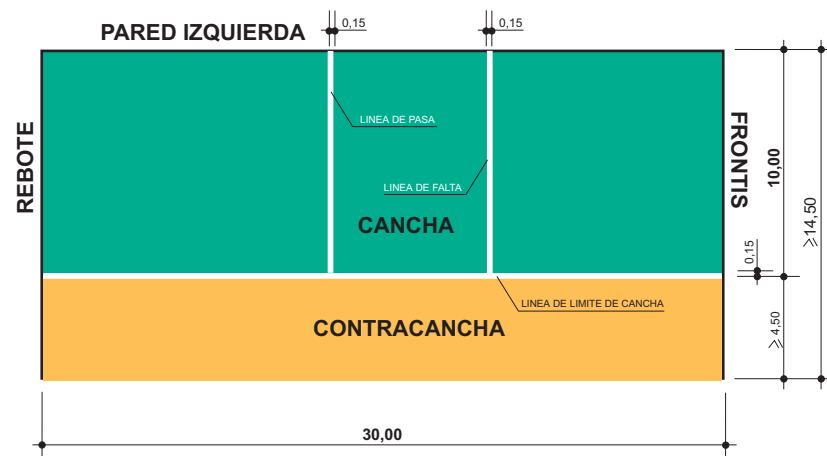 0,15
0,15
PARED IZQUIERDA
REBOTE
LINEA DE PASA
LINEA DE FALTA
CANCHA
FRONTIS
10,00
⩾14,50
0,15
LINEA DE LIMITE DE CANCHA
CONTRACANCHA
⩾4,50
30,00